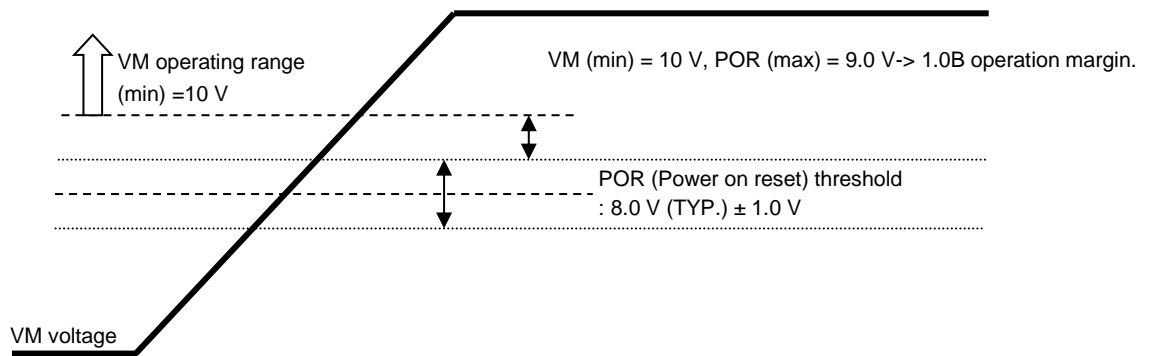 VM operating range
(min) =10 V
VM (min) = 10 V, POR (max) = 9.0 V-> 1.0B operation margin.
POR (Power on reset) threshold
: 8.0 V (TYP.) ± 1.0 V
VM voltage